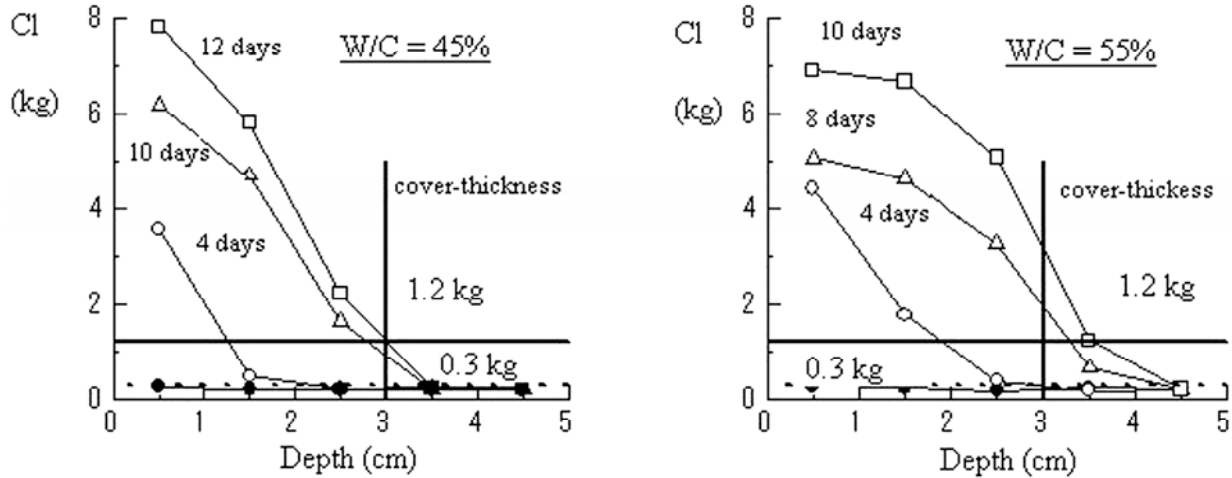 Cl
(kg)
8
6
4
2
0
12 days
W/C = 45%
10 days
4 days
cover-thickness
1.2 kg
0.3 kg
0 1 2 3 4 5
Depth (cm)
Cl
(kg)
8
6
4
2
0
10 days
W/C = 55%
8 days
4 days
cover-thickess
1.2 kg
0.3 kg
0 1 2 3 4 5
Depth (cm)